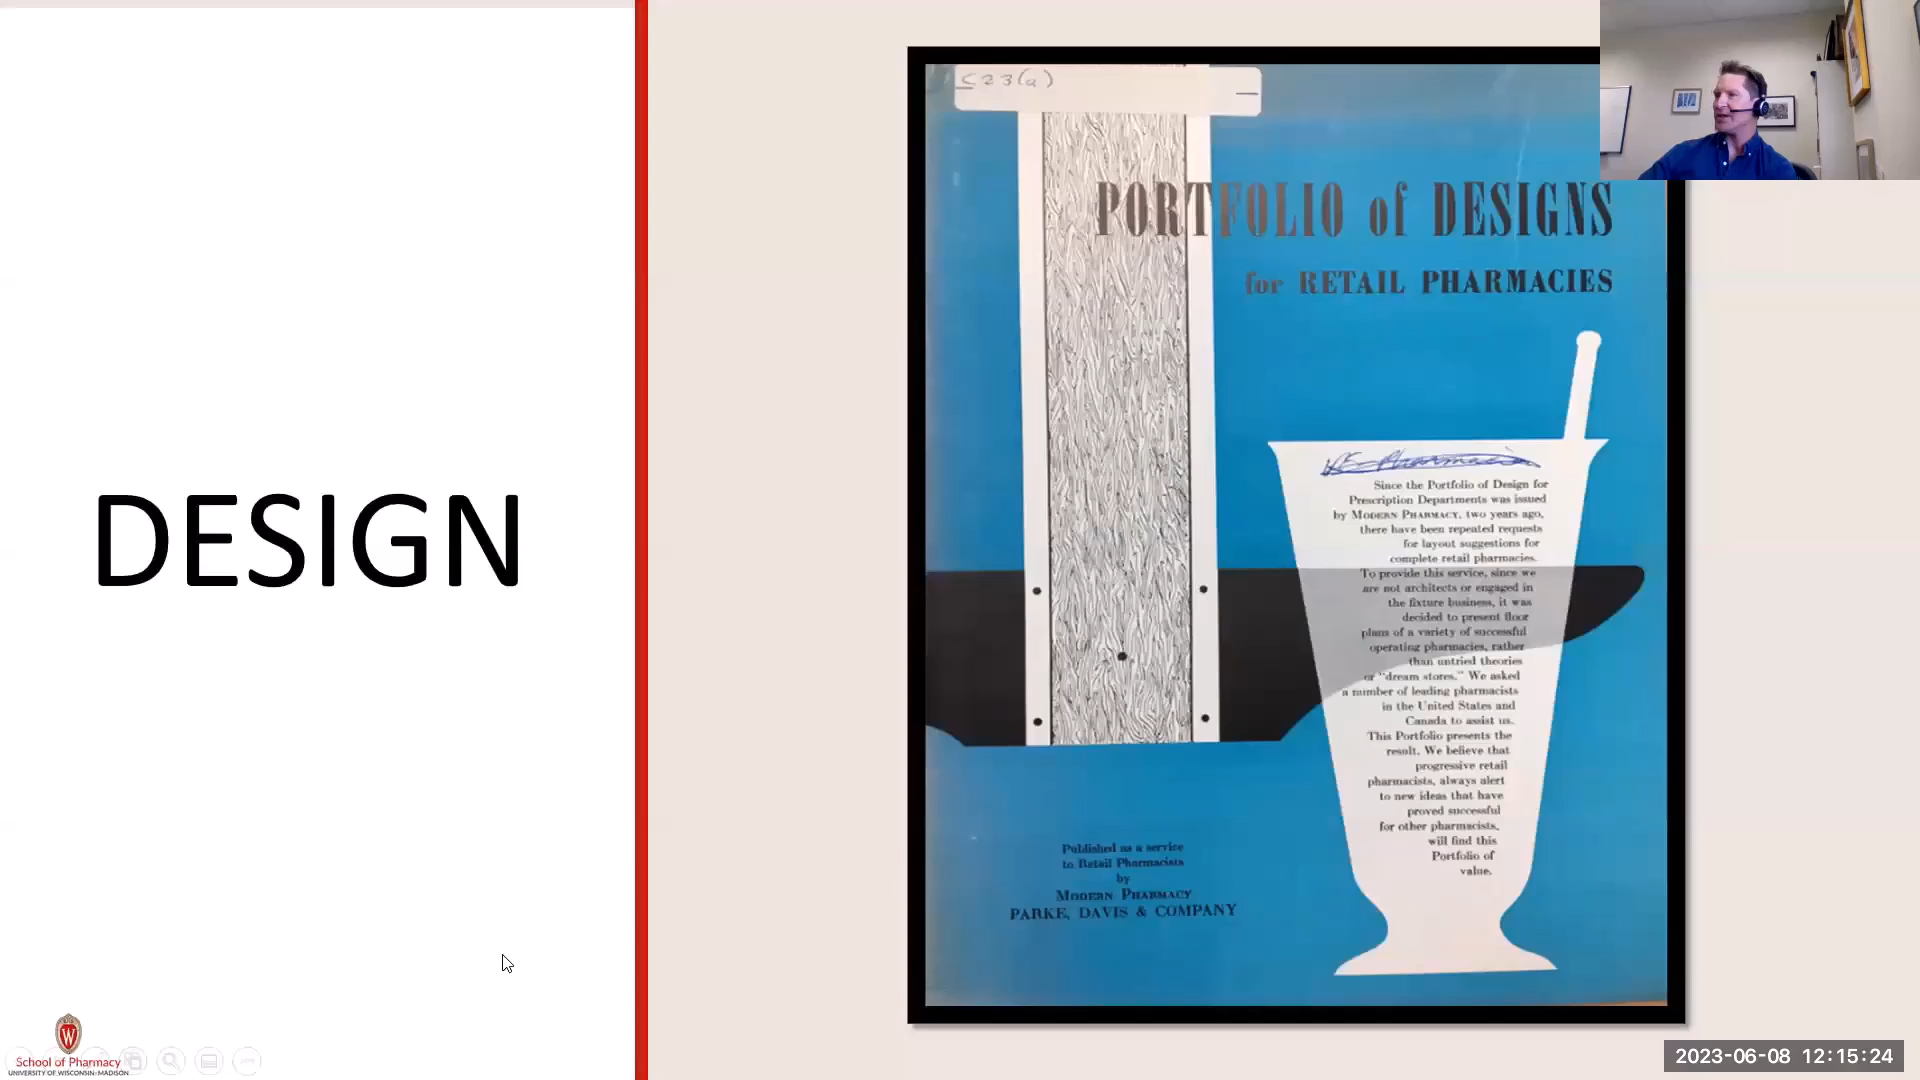 DESIGN
C23(a)
PORTFOLIO of DESIGNS
for RETAIL PHARMACIES
Since the Portfolio of Design for
Prescription Departments was issued
by MODERN PHARMACY, two years ago,
there have been repeated requests
for layout suggestions for
complete retail pharmacies.
To provide this service, since we
are not architects or engaged in
the fixture business, it was
decided to present floor
plans of a variety of successful
operating pharmacies, rather
than untried theories
or "dream stores." We asked
a number of leading pharmacists
in the United States and
Canada to assist us.
This Portfolio presents the
result. We believe that
progressive retail
pharmacists, always alert
to new ideas that have
proved successful
for other pharmacists,
will find this
Portfolio of
value.
Published as a service
to Retail Pharmacists
by
MODERN PHARMACY
PARKE, DAVIS & COMPANY
W
School of Pharmacy
UNIVERSITY OF WISCONSIN-MADISON
2023-06-08 12:15:24